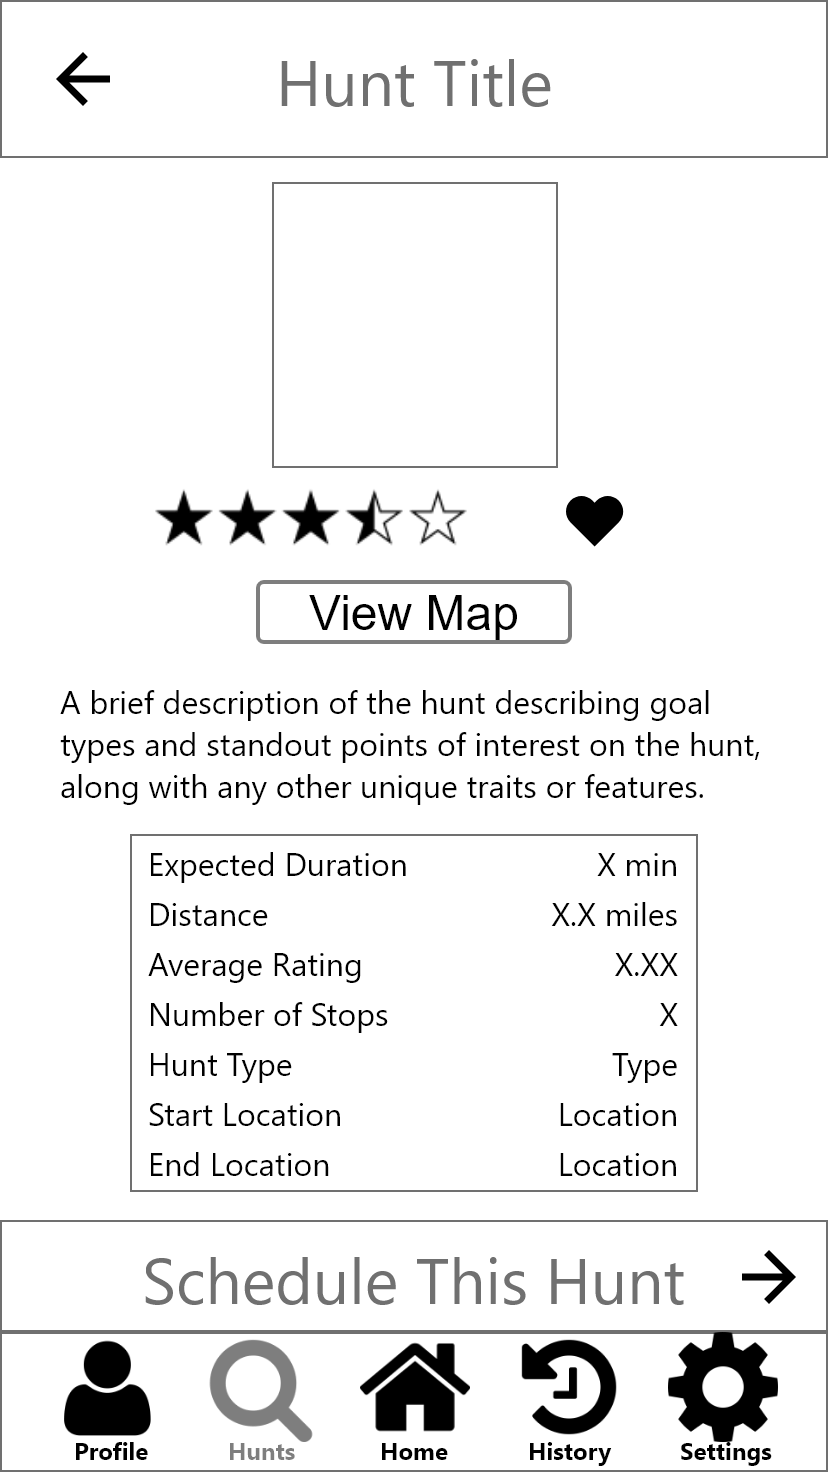 Hunt Title
View Map
A brief description of the hunt describing goal
types and standout points of interest on the hunt,
along with any other unique traits or features.
Expected Duration X min
Distance X.X miles
Average Rating X.XX
Number of Stops X
Hunt Type Type
Start Location Location
End Location Location
Schedule This Hunt
Profile Hunts Home History Settings